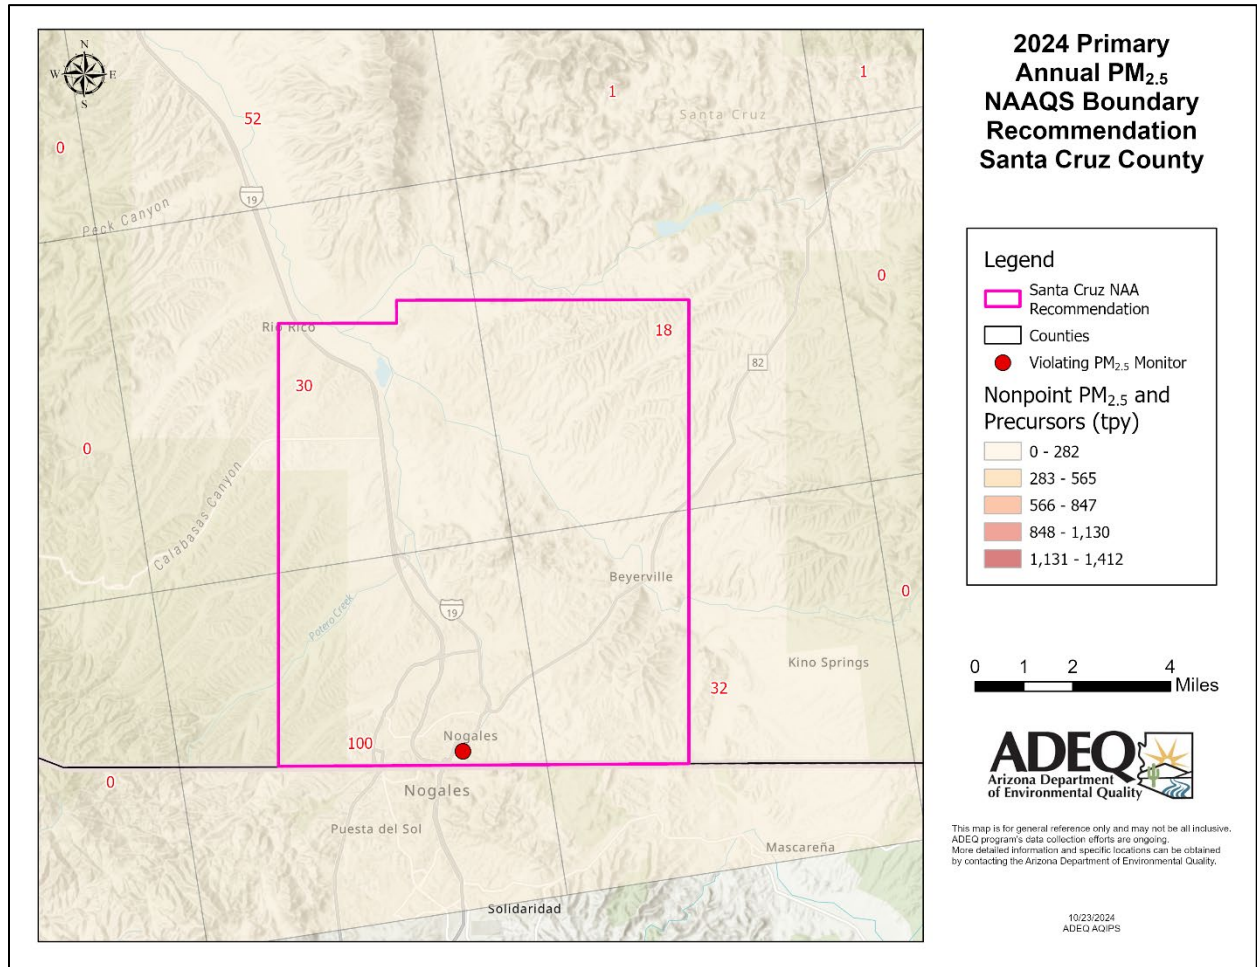 2024 Primary
Annual PM2.5
NAAQS Boundary
Recommendation
Santa Cruz County
N
W E
S
52
1
1
Santa Cruz
0
19
Peck Canyon
0
Rio Rico
18
82
30
0
Calabasas Canyon
Beyerville
0
19
Potero Creek
Kino Springs
32
100
Nogales
0
Nogales
Puesta del Sol
Mascareña
Solidaridad
Legend
Santa Cruz NAA
Recommendation
Counties
Violating PM2.5 Monitor
Nonpoint PM2.5 and
Precursors (tpy)
0 - 282
283 - 565
566 - 847
848 - 1,130
1,131 - 1,412
0 1 2 4
Miles
ADEQ
Arizona Department
of Environmental Quality
This map is for general reference only and may not be all inclusive.
ADEQ program's data collection efforts are ongoing.
More detailed information and specific locations can be obtained
by contacting the Arizona Department of Environmental Quality.
10/23/2024
ADEQ AQIPS